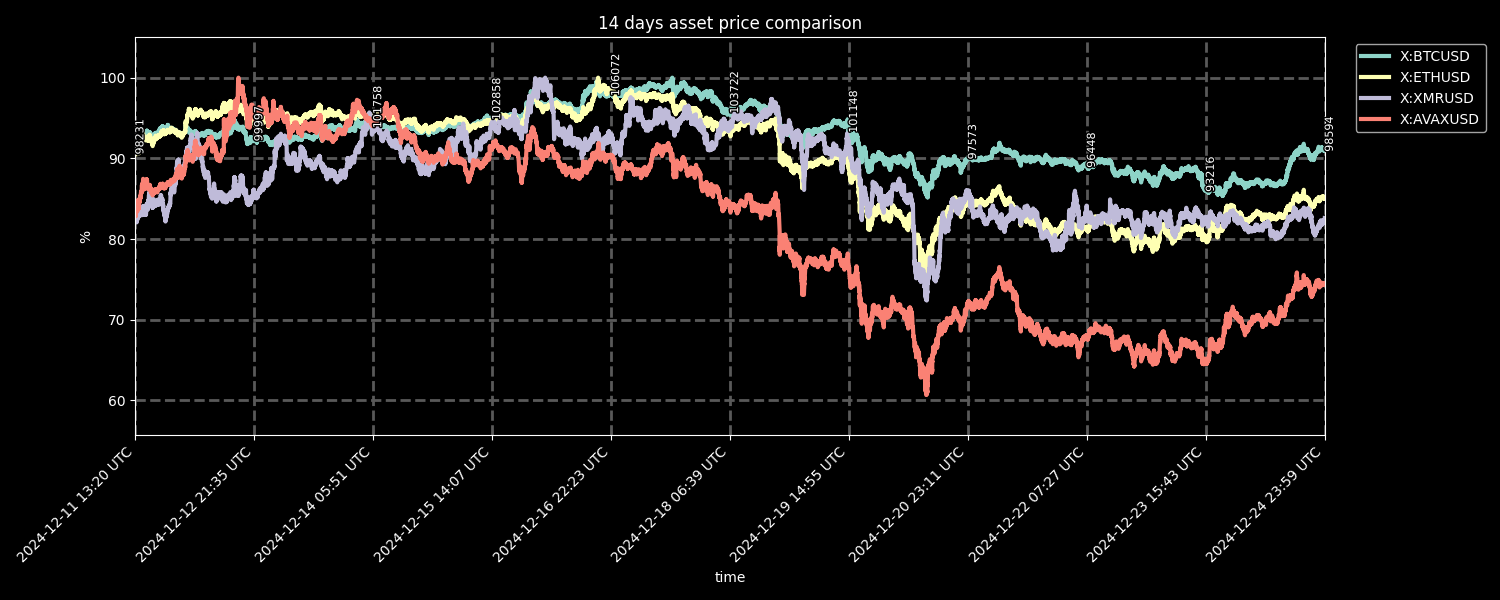 14 days asset price comparison
X:BTCUSD
X:ETHUSD
X:XMRUSD
X:AVAXUSD
100
90
80
70
60
%
98231
99997
101758
102858
106072
103722
101148
97573
96448
93216
98594
2024-12-11 13:20 UTC
2024-12-12 21:35 UTC
2024-12-14 05:51 UTC
2024-12-15 14:07 UTC
2024-12-16 22:23 UTC
2024-12-18 06:39 UTC
2024-12-19 14:55 UTC
2024-12-20 23:11 UTC
2024-12-22 07:27 UTC
2024-12-23 15:43 UTC
2024-12-24 23:59 UTC
time